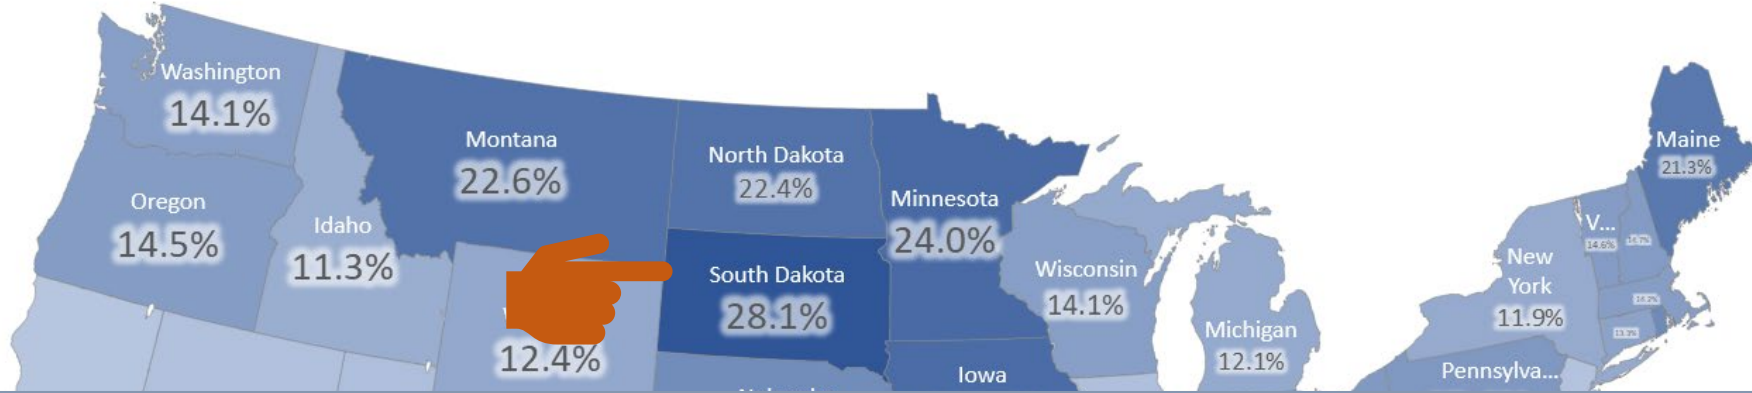 Washington
14.1%
Oregon
14.5%
Idaho
11.3%
Montana
22.6%
12.4%
North Dakota
22.4%
South Dakota
28.1%
Minnesota
24.0%
Iowa
Wisconsin
14.1%
Michigan
12.1%
New
York
11.9%
Pennsylva...
V...
14.6%
Maine
21.3%